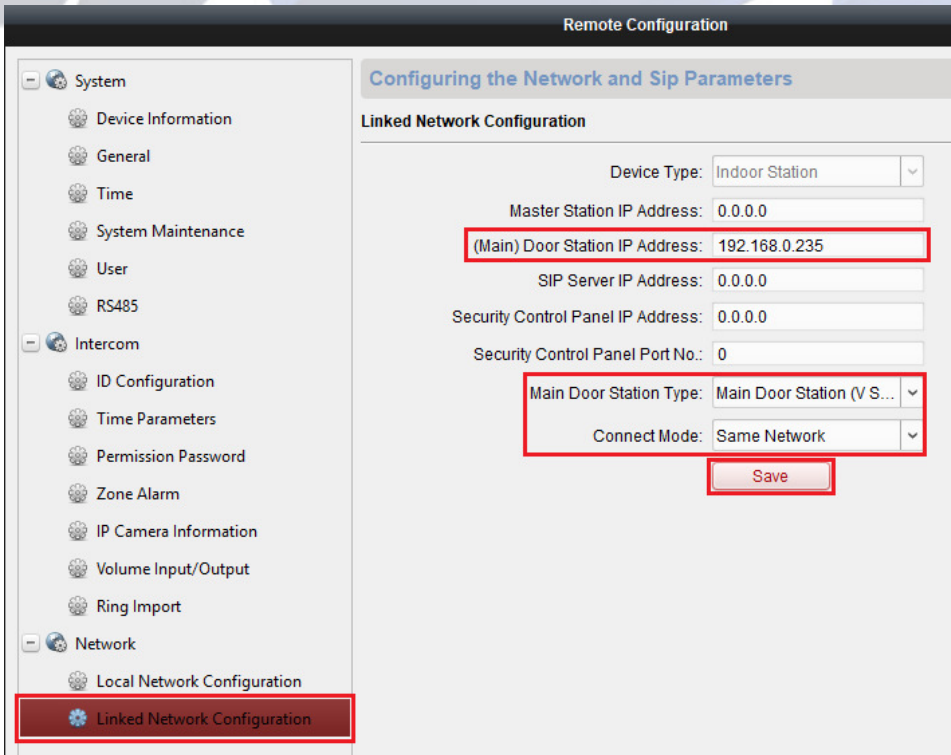 Remote Configuration
System
Device Information
General
Time
System Maintenance
User
RS485
Intercom
ID Configuration
Time Parameters
Permission Password
Zone Alarm
IP Camera Information
Volume Input/Output
Ring Import
Network
Local Network Configuration
Linked Network Configuration
Configuring the Network and Sip Parameters
Linked Network Configuration
Device Type: Indoor Station
Master Station IP Address: 0.0.0.0
(Main) Door Station IP Address: 192.168.0.235
SIP Server IP Address: 0.0.0.0
Security Control Panel IP Address: 0.0.0.0
Security Control Panel Port No.: 0
Main Door Station Type: Main Door Station (V S...
Connect Mode: Same Network
Save